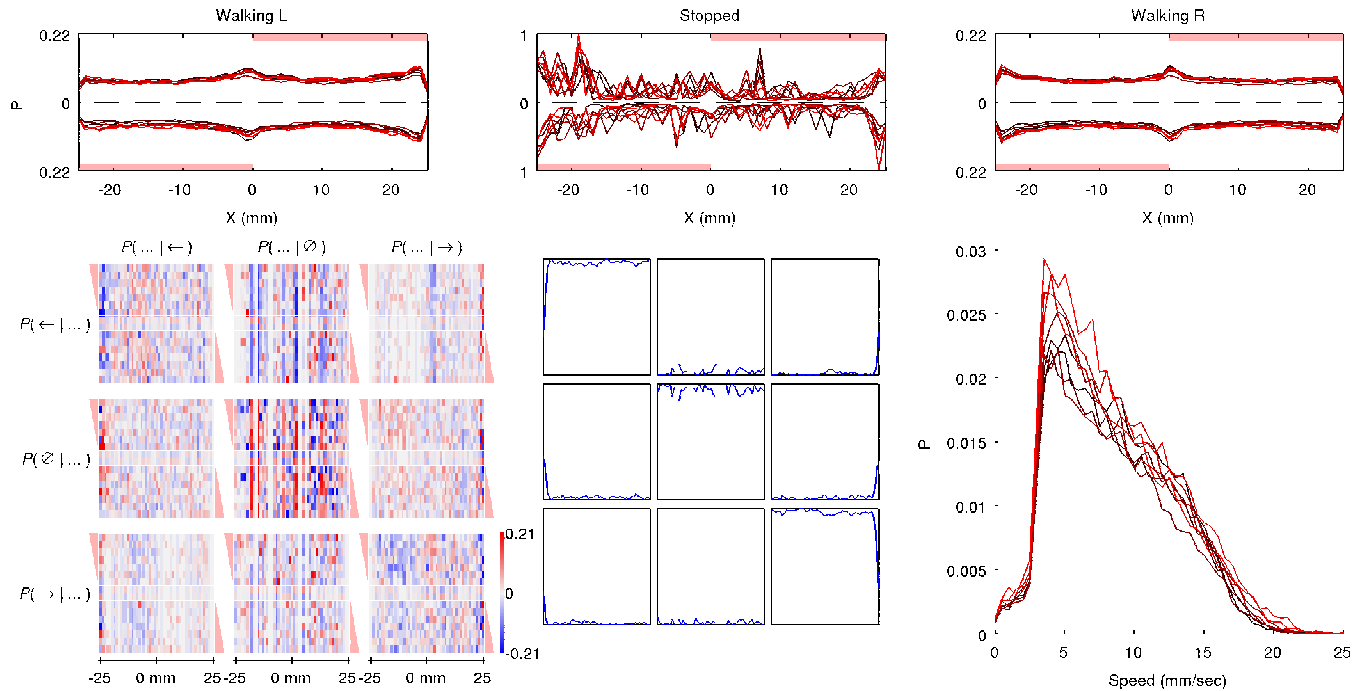 Walking L
Stopped
Walking R
0.22
1
0.22
P
0
0
0
0.22
1
0.22
-20 -10 0 10 20
-20 -10 0 10 20
-20 -10 0 10 20
X (mm)
X (mm)
X (mm)
P( ... | ← )
P( ... | ∅ )
P( ... | → )
P( ← | ... )
P( ∅ | ... )
P( → | ... )
0.21
0
-0.21
-25 0 mm 25
-25 0 mm 25
-25 0 mm 25
0.03
0.025
0.02
0.015
0.01
0.005
0
P
0 5 10 15 20 25
Speed (mm/sec)